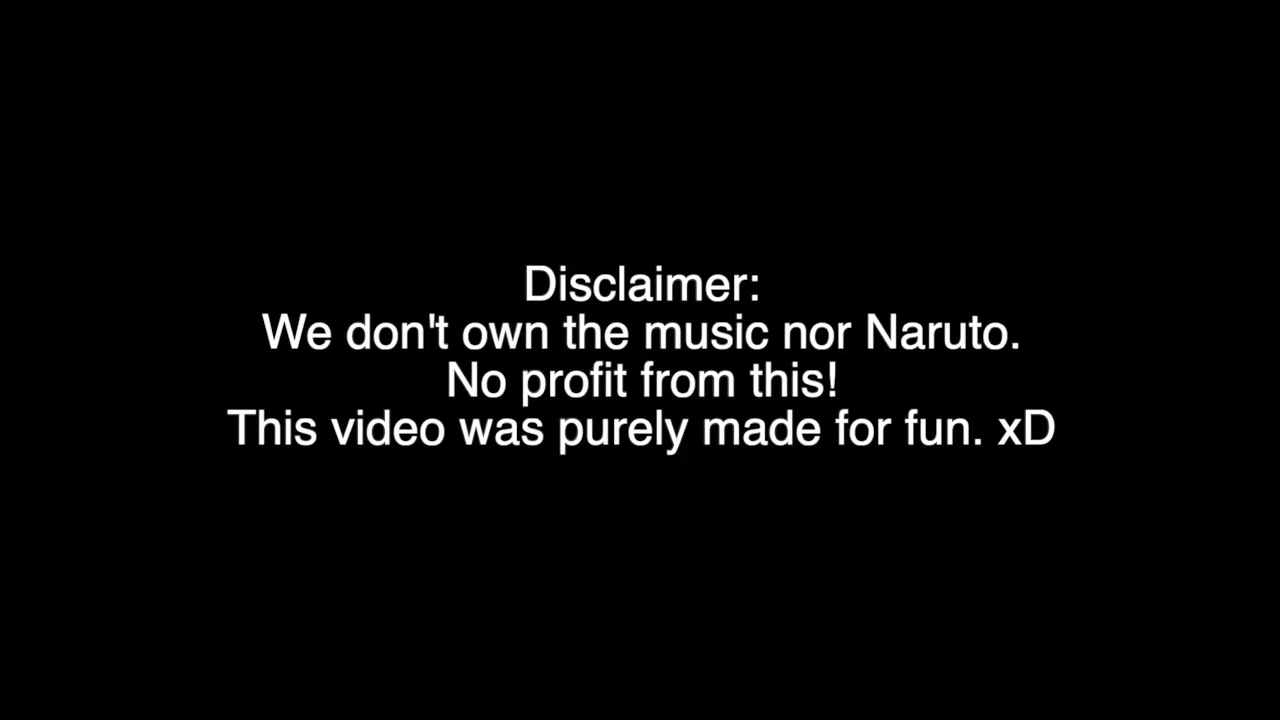 Disclaimer:
We don't own the music nor Naruto.
No profit from this!
This video was purely made for fun. xD